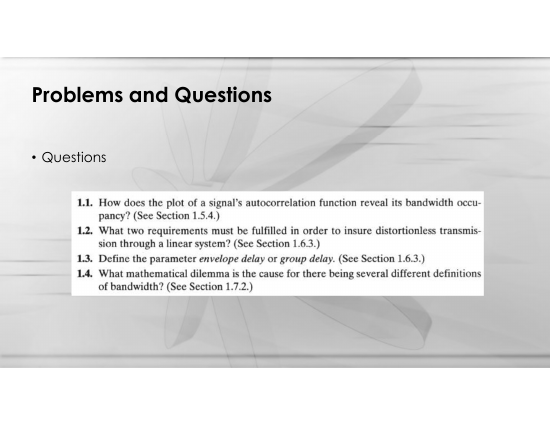 Problems and Questions
• Questions
1.1. How does the plot of a signal's autocorrelation function reveal its bandwidth occu-
pancy? (See Section 1.5.4.)
1.2. What two requirements must be fulfilled in order to insure distortionless transmis-
sion through a linear system? (See Section 1.6.3.)
1.3. Define the parameter envelope delay or group delay. (See Section 1.6.3.)
1.4. What mathematical dilemma is the cause for there being several different definitions
of bandwidth? (See Section 1.7.2.)